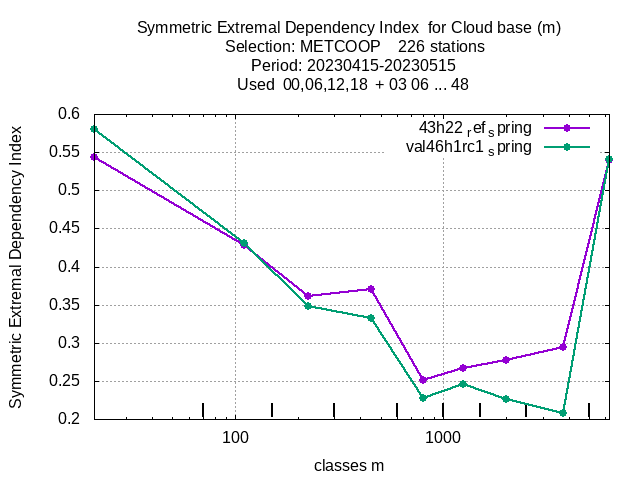 Symmetric Extremal Dependency Index for Cloud base (m)
Selection: METCOOP 226 stations
Period: 20230415-20230515
Used 00,06,12,18 + 03 06 ... 48
Symmetric Extremal Dependency Index
0.6
0.55
0.5
0.45
0.4
0.35
0.3
0.25
0.2
43h22 ref spring
val46h1rc1 spring
100
1000
classes m